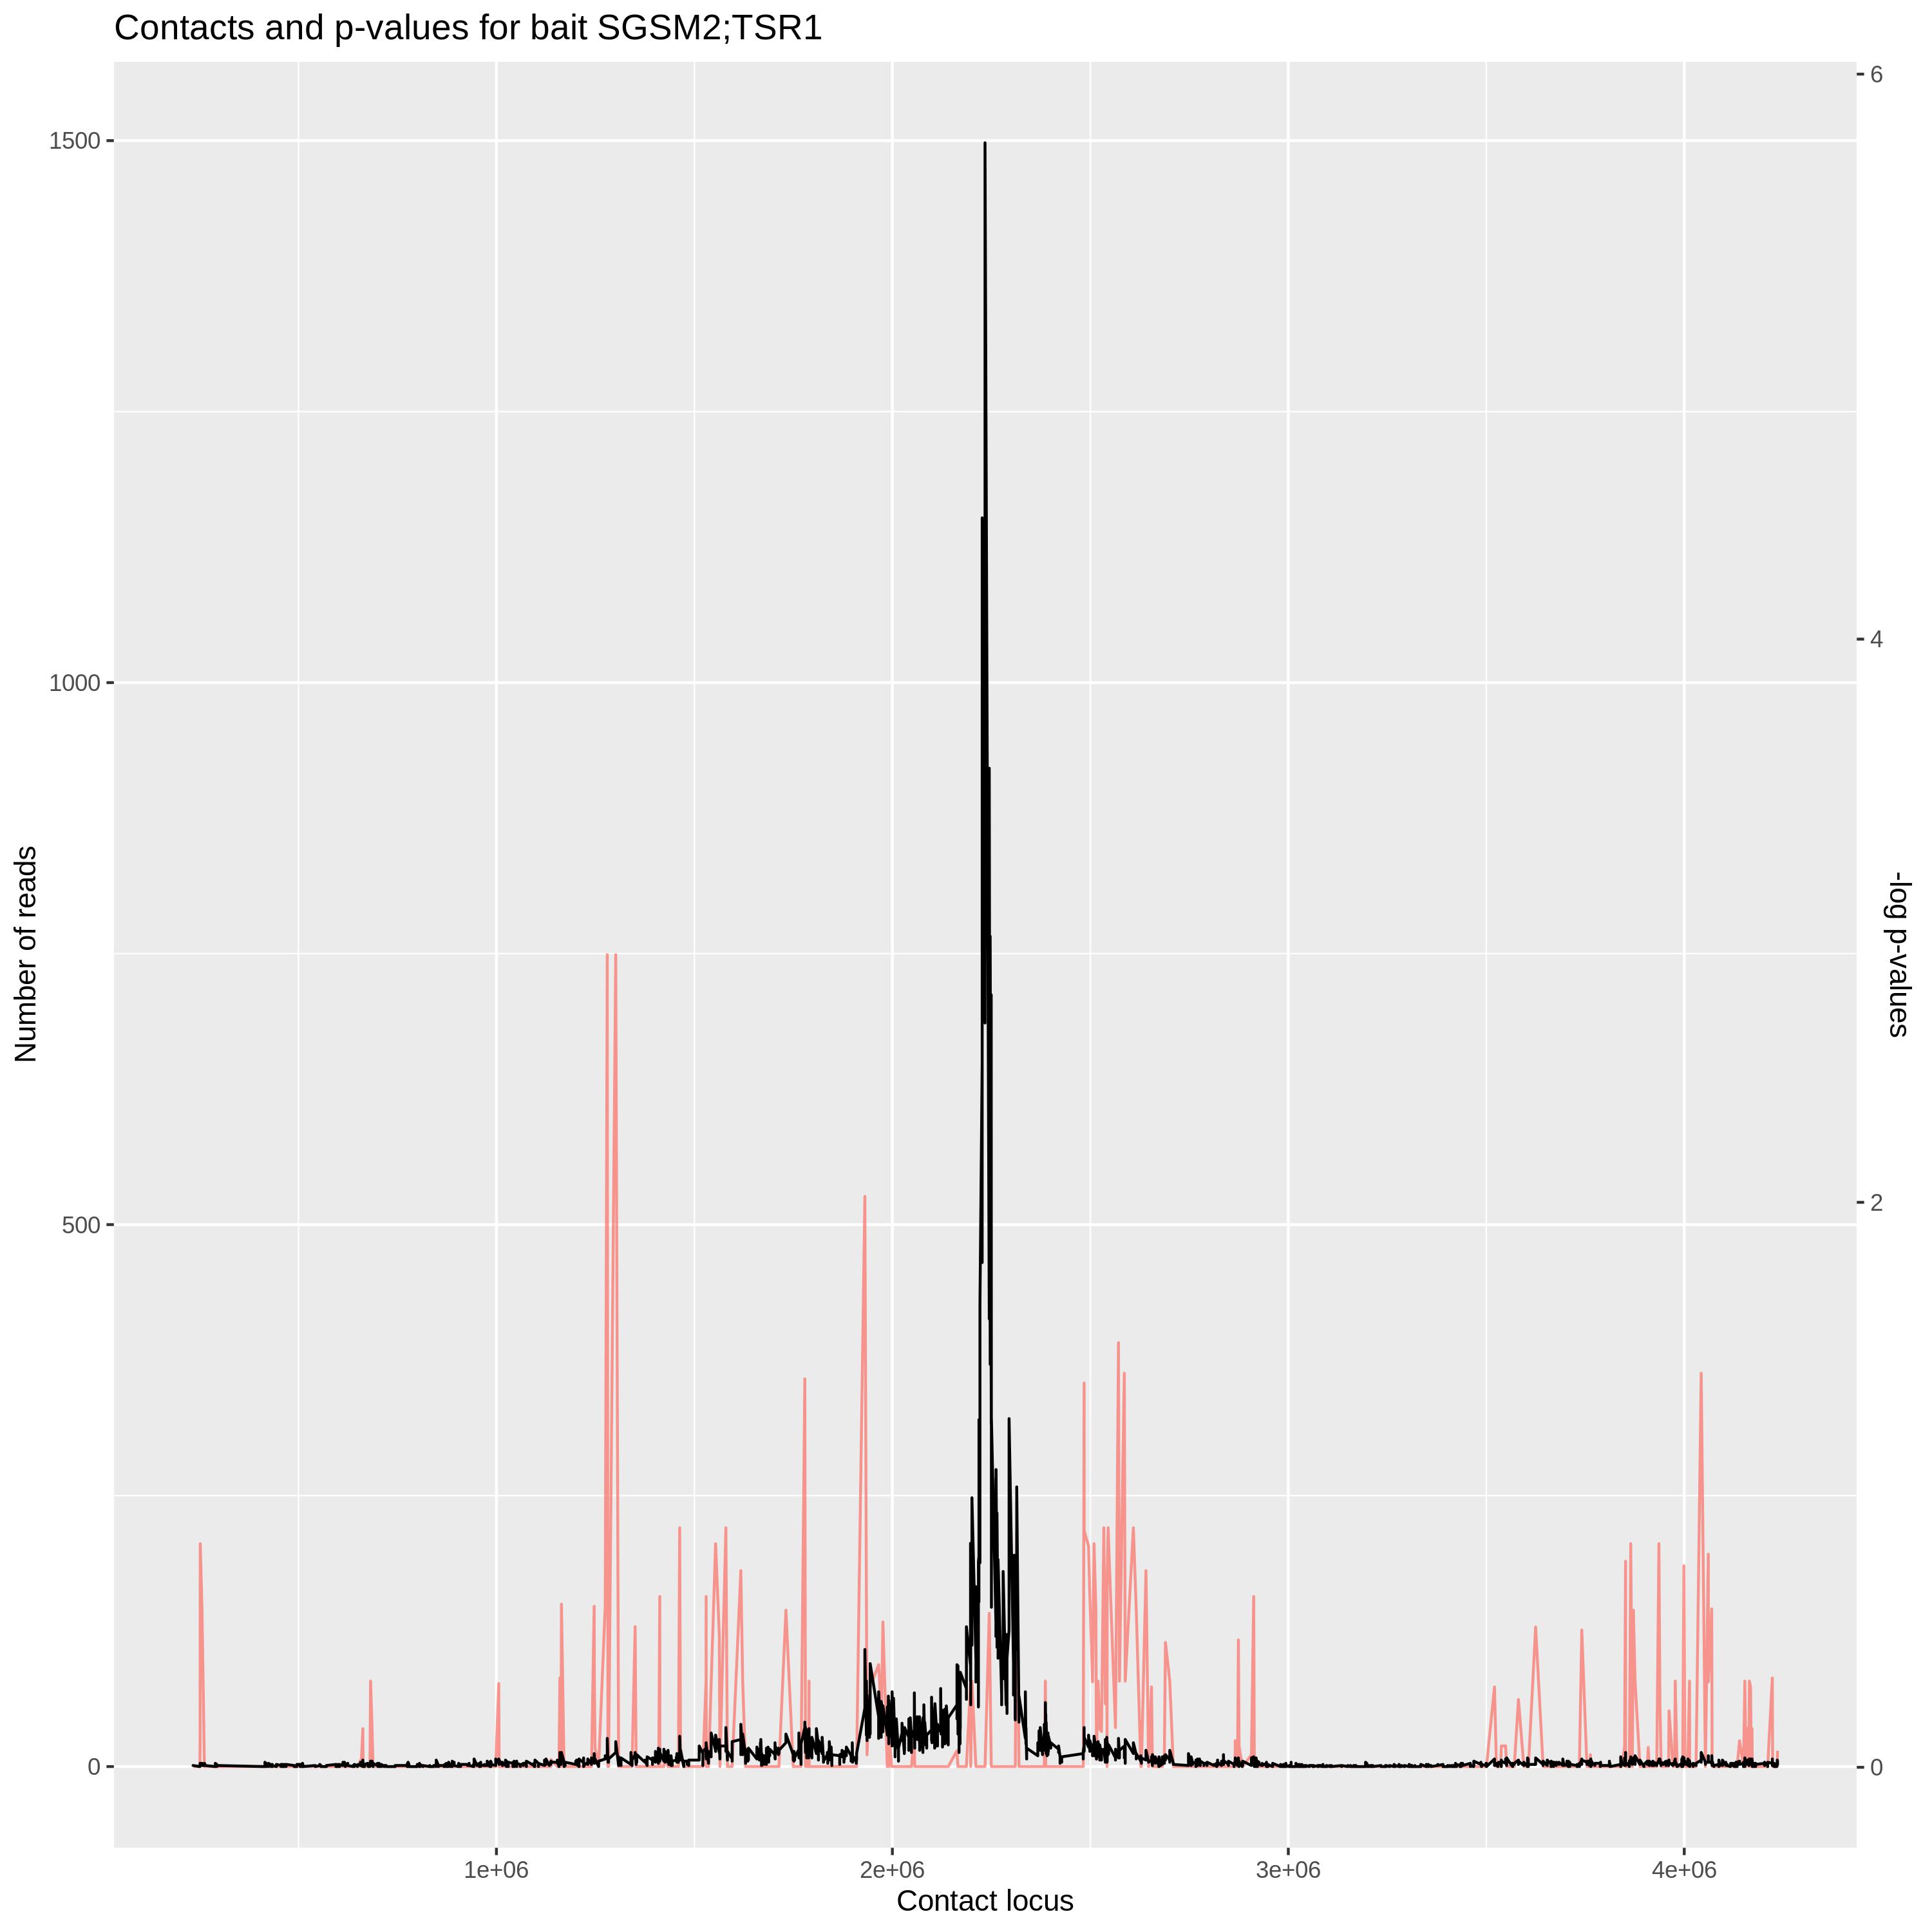 Contacts and p-values for bait SGSM2;TSR1
1500
1000
500
0
Number of reads
6
4
2
0
-log p-values
1e+06
2e+06
3e+06
4e+06
Contact locus